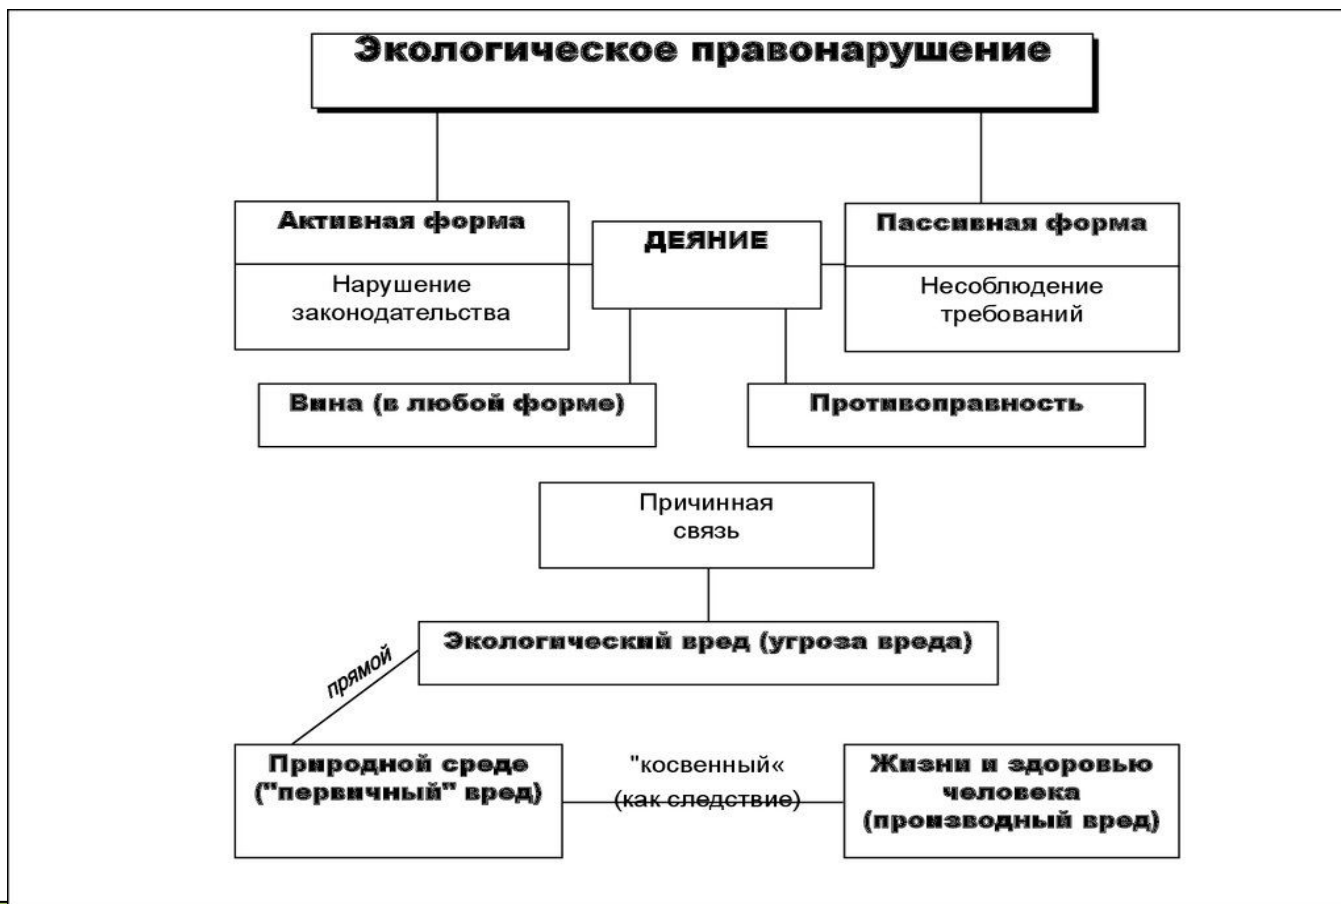 Экологическое правонарушение
Активная форма
Нарушение
законодательства
ДЕЯНИЕ
Пассивная форма
Несоблюдение
требований
Вина (в любой форме)
Противоправность
Причинная
связь
Экологический вред (угроза вреда)
прямой
Природной среде
("первичный" вред)
"косвенный«
(как следствие)
Жизни и здоровью
человека
(производный вред)